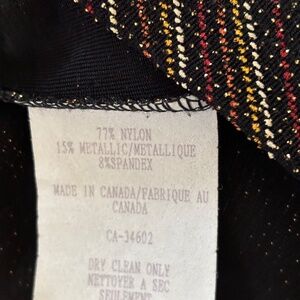 77% NYLON
15% METALLIC/METALLIQUE
8%SPANDEX
MADE IN CANADA/FABRIQUE AU
CANADA
CA-34602
DRY CLEAN ONLY
NETTOYER A SEC
SEULEMENT